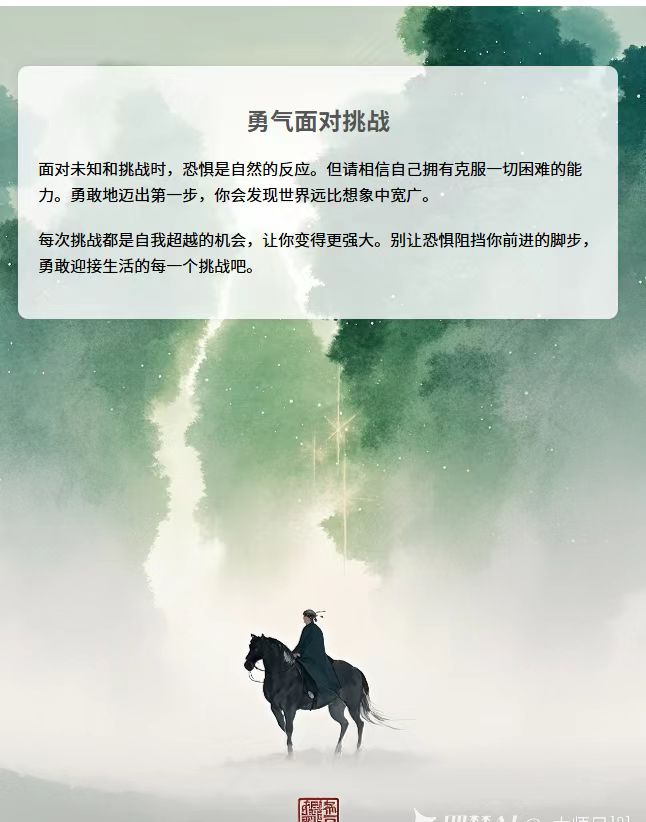 勇气面对挑战
面对未知和挑战时，恐惧是自然的反应。但请相信自己拥有克服一切困难的能
力。勇敢地迈出第一步，你会发现世界远比想象中宽广。
每次挑战都是自我超越的机会，让你变得更强大。别让恐惧阻挡你前进的脚步，
勇敢迎接生活的每一个挑战吧。